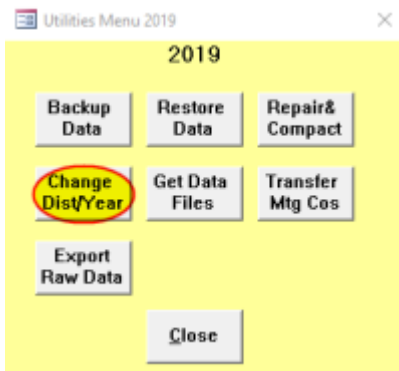 Utilities Menu 2019
2019
Backup
Data
Restore
Data
Repair&
Compact
Change
Dist/Year
Get Data
Files
Transfer
Mtg Cos
Export
Raw Data
Close